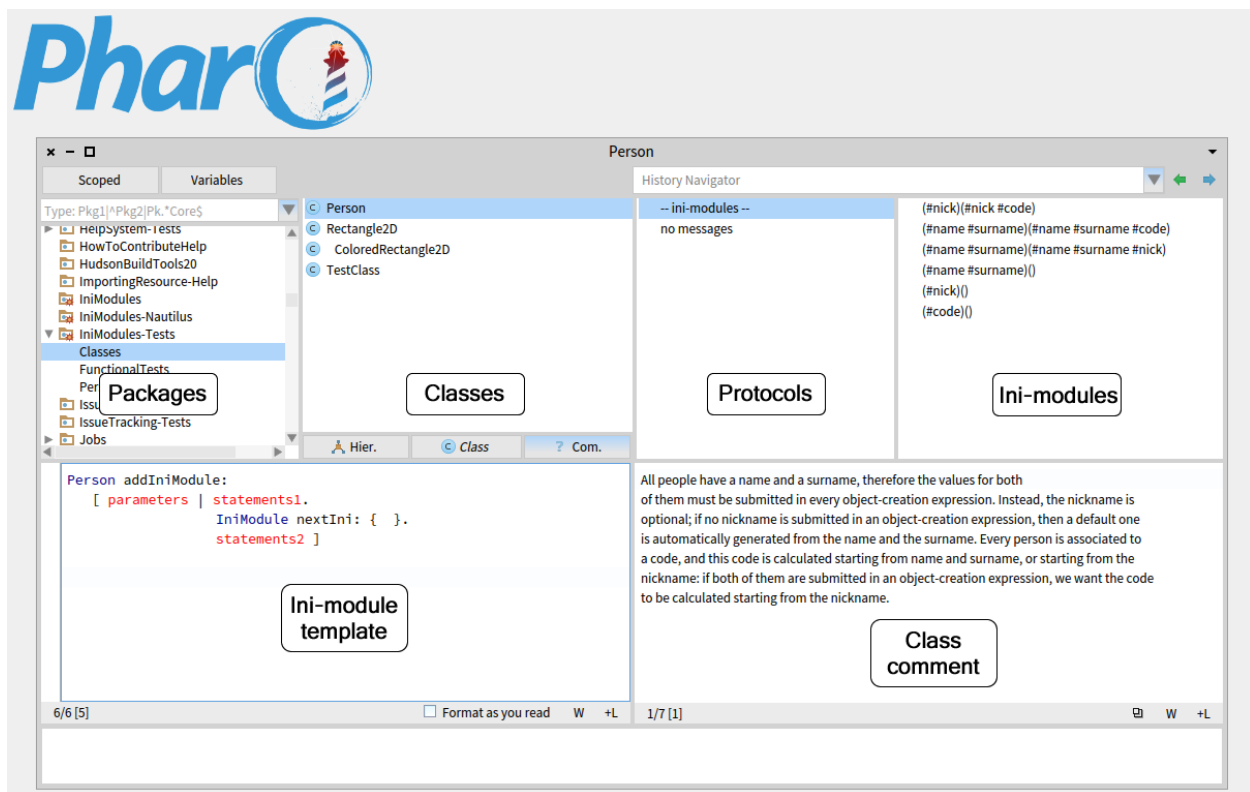 Pharo
Person
Scoped
Variables
History Navigator
Type: Pkg1|^Pkg2|Pk.*Core$
HelpSystem-Tests
HowToContributeHelp
HudsonBuildTools20
ImportingResource-Help
IniModules
IniModules-Nautilus
IniModules-Tests
Classes
FunctionalTests
Packages
IssueTracking-Tests
Jobs
Person
Rectangle2D
ColoredRectangle2D
TestClass
Classes
Hier.
Class
? Com.
-- ini-modules --
no messages
Protocols
(#nick)(#nick #code)
(#name #surname)(#name #surname #code)
(#name #surname)(#name #surname #nick)
(#name #surname)()
(#nick)()
(#code)()
Ini-modules
Person addIniModule:
[ parameters | statements1.
IniModule nextIni: {  }.
statements2 ]
Ini-module
template
6/6 [5]
Format as you read
W
+L
All people have a name and a surname, therefore the values for both
of them must be submitted in every object-creation expression. Instead, the nickname is
optional; if no nickname is submitted in an object-creation expression, then a default one
is automatically generated from the name and the surname. Every person is associated to
a code, and this code is calculated starting from name and surname, or starting from the
nickname: if both of them are submitted in an object-creation expression, we want the code
to be calculated starting from the nickname.
Class
comment
1/7 [1]
W
+L